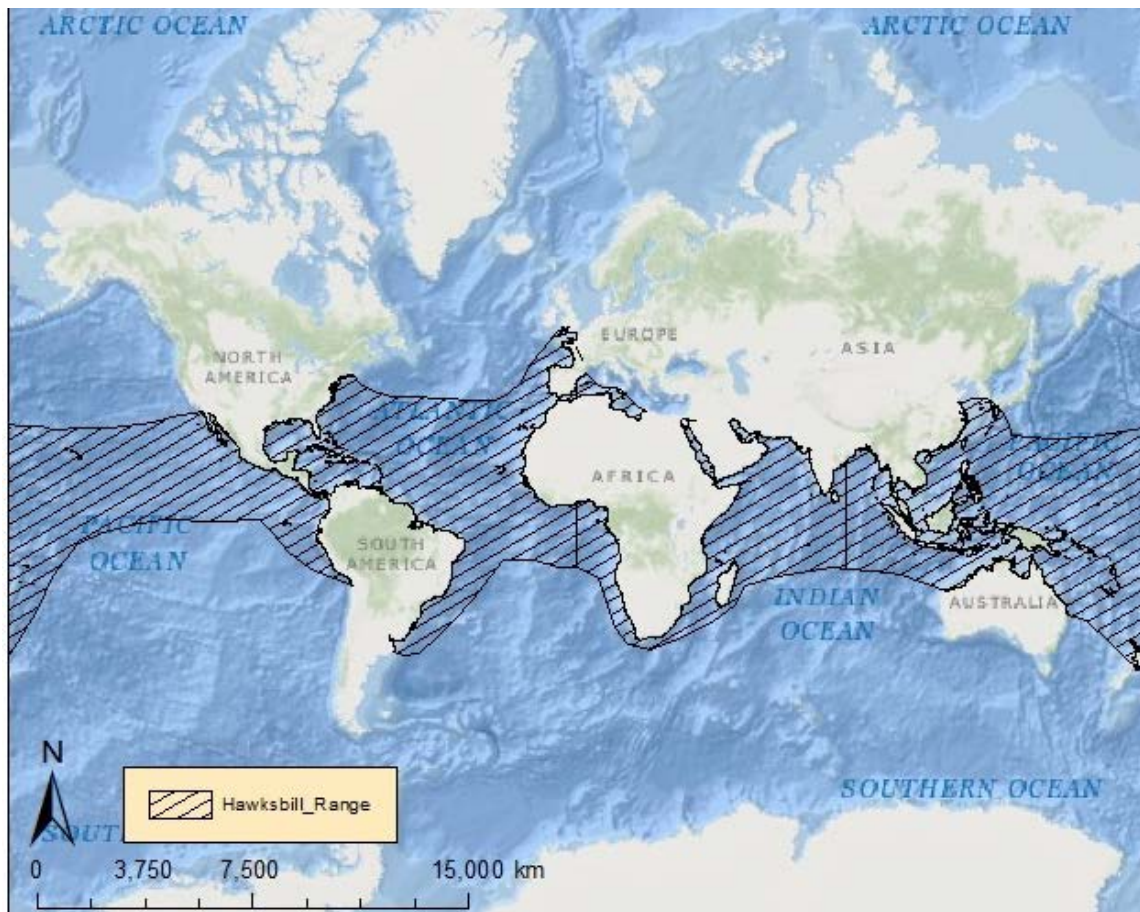 ARCTIC OCEAN
ARCTIC OCEAN
NORTH
AMERICA
EUROPE
ASIA
ATLANTIC
OCEAN
PACIFIC
OCEAN
AFRICA
PACIFIC
OCEAN
SOUTH
AMERICA
INDIAN
OCEAN
AUSTRALIA
N
Hawksbill_Range
SOUTHERN OCEAN
SOUT
0 3,750 7,500 15,000 km